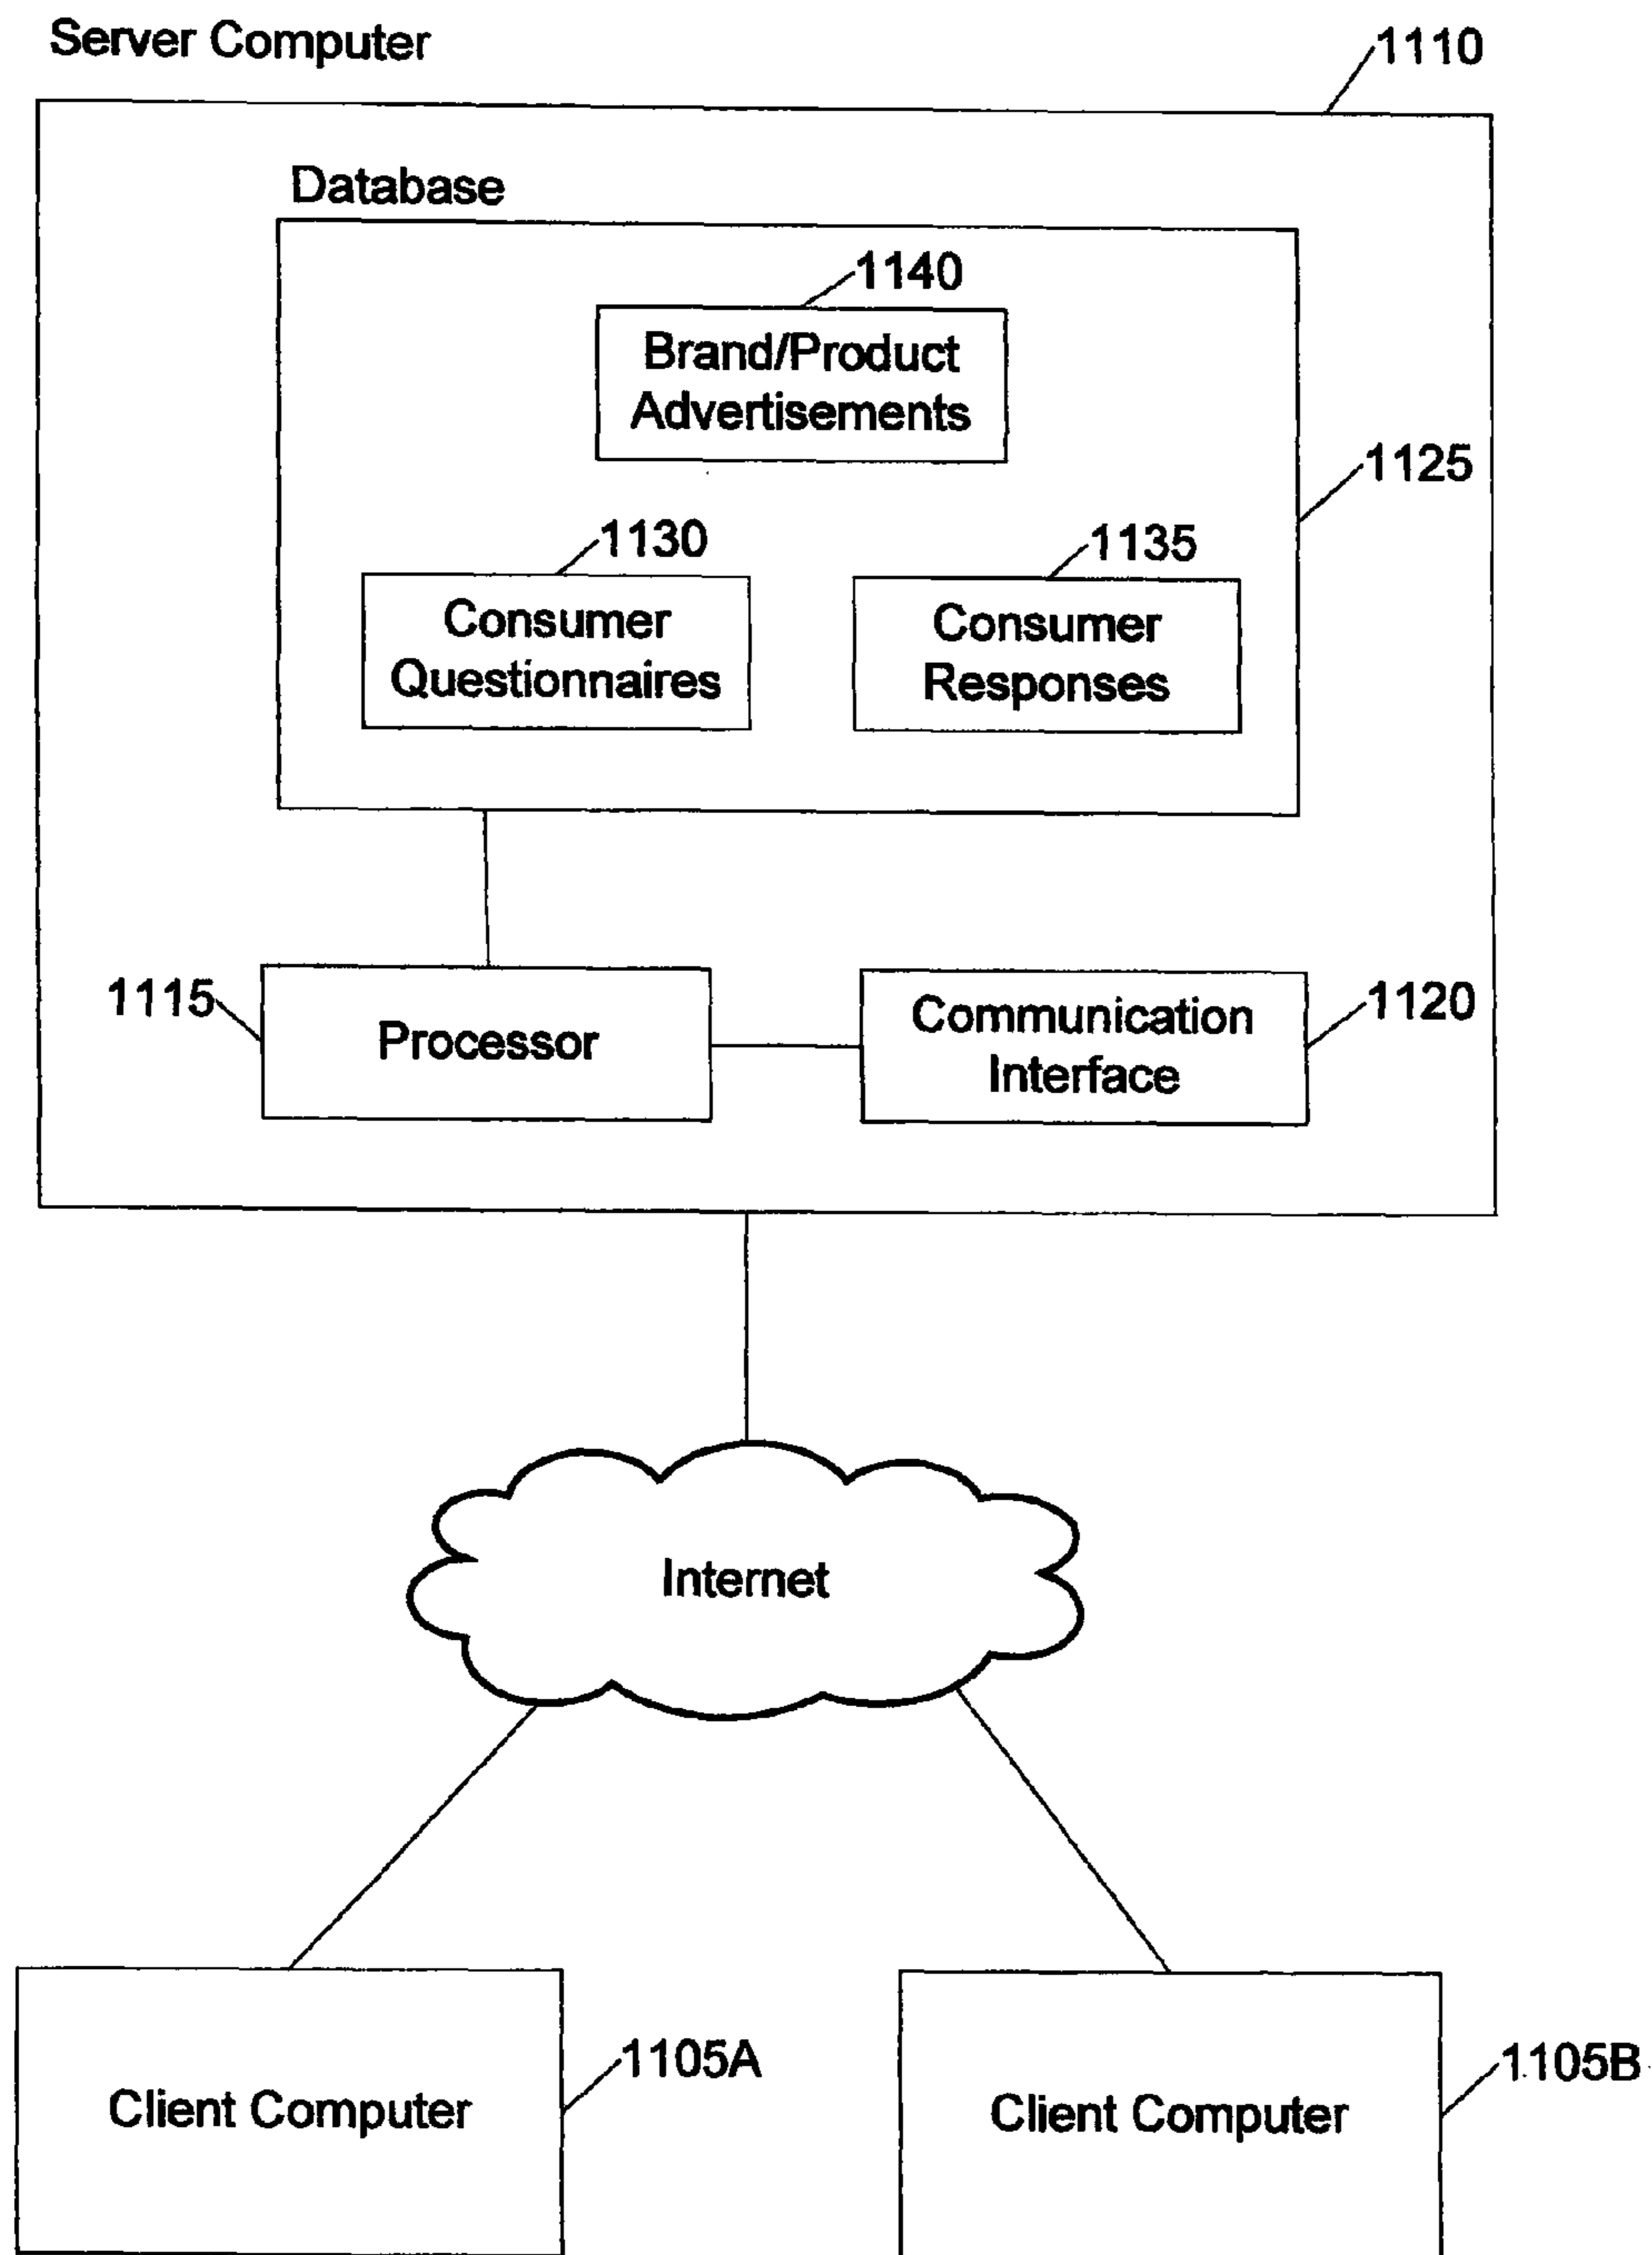 Server Computer
1110
Database
1140
Brand/Product
Advertisements
1125
1130
1135
Consumer
Questionnaires
Consumer
Responses
1115
Processor
Communication
Interface
1120
Internet
Client Computer
1105A
Client Computer
1105B